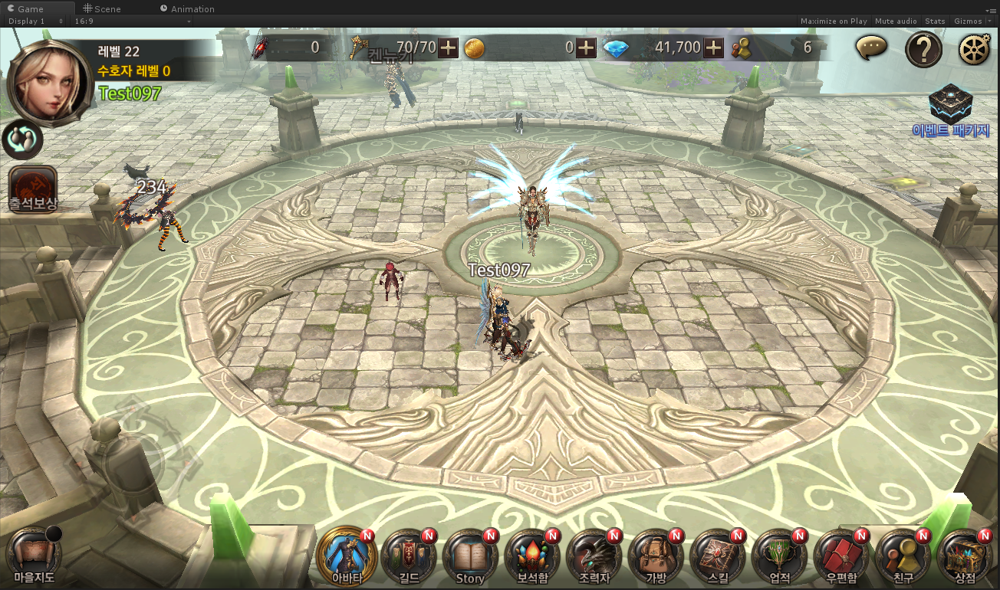 Game
Scene
Animation
Display 1
16:9
Maximize on Play
Mute audio
Stats
Gizmos
레벨 22
수호자 레벨 0
Test097
0
70/70
0
41,700
6
켄뉴기
이벤트 패키지
234
출석보상
Test097
마을지도
아바타
N
길드
N
Story
N
보석함
N
조력자
N
가방
N
스킬
N
업적
N
우편함
N
친구
N
상점
N